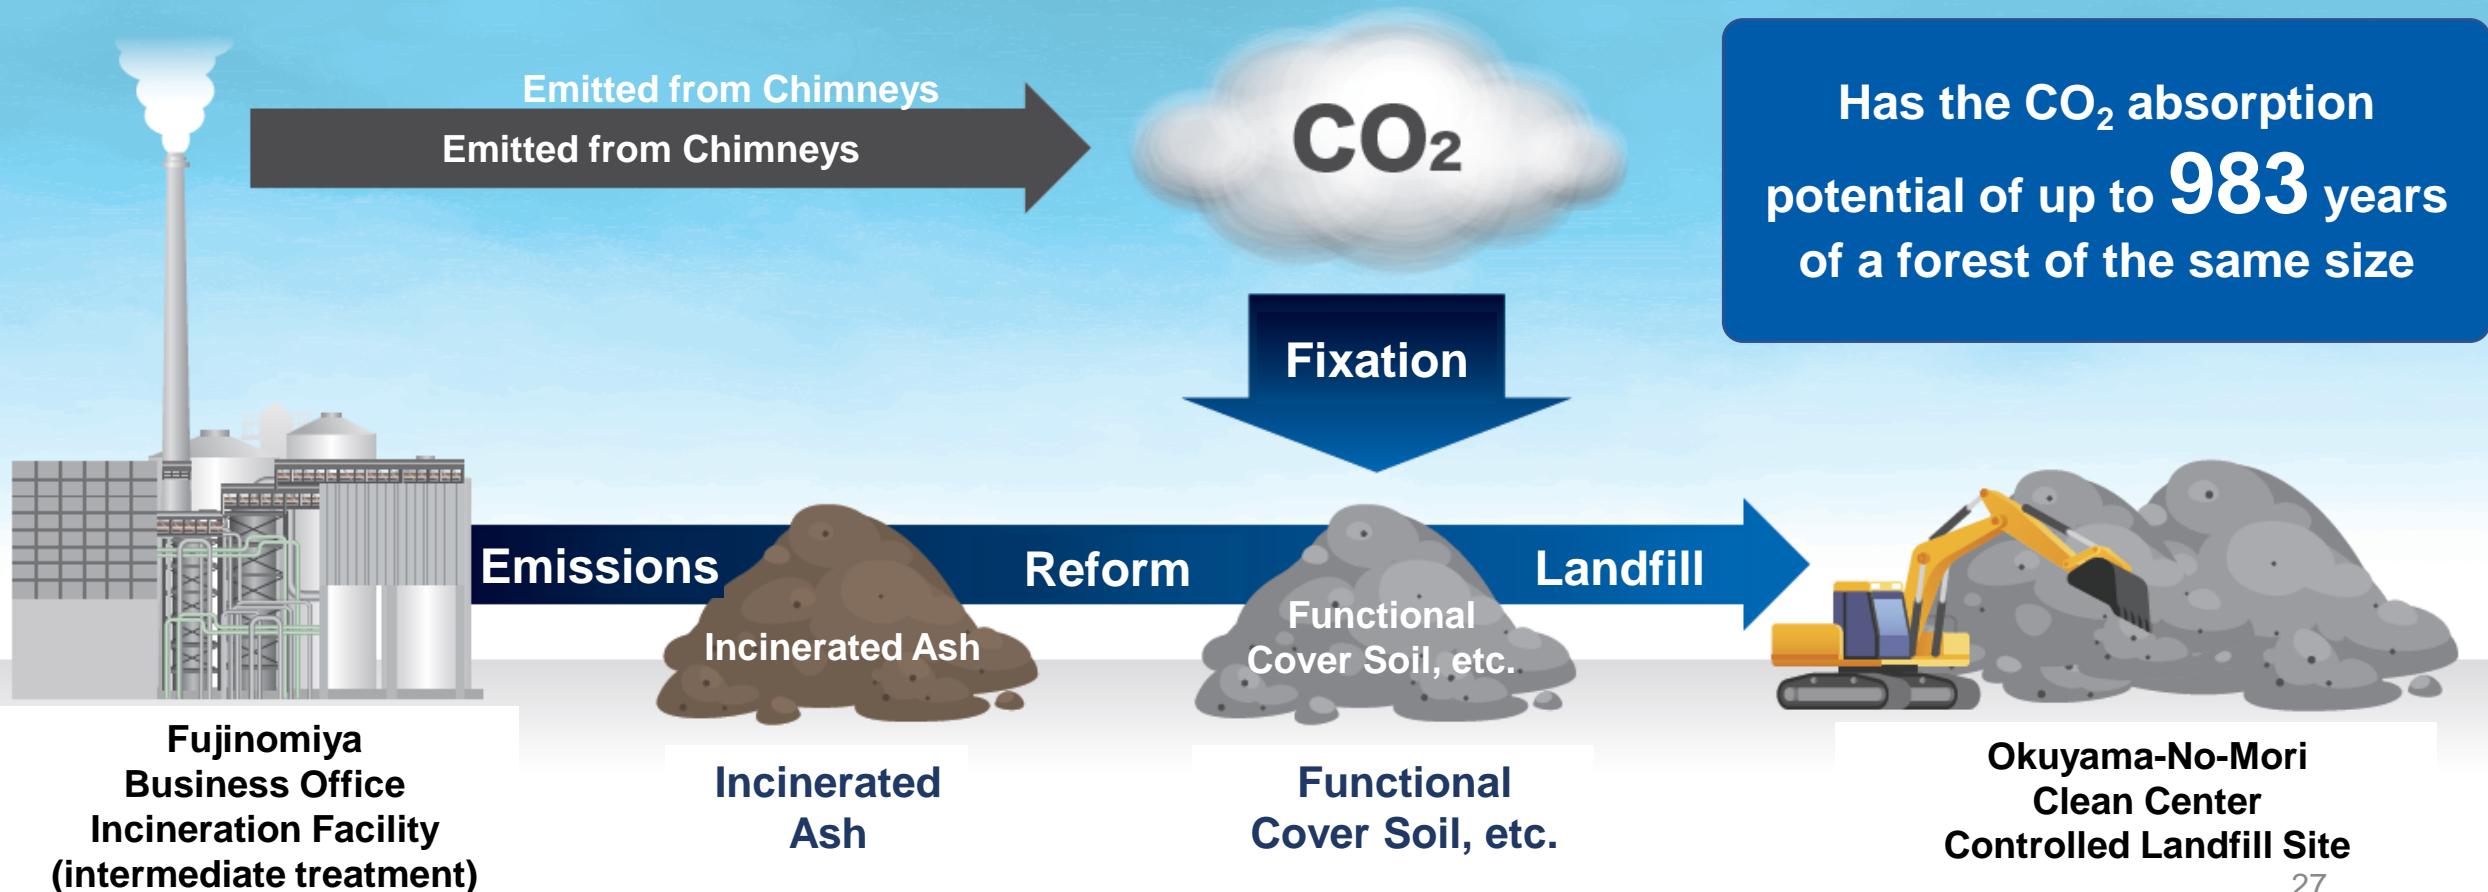 Emitted from Chimneys
Emitted from Chimneys
CO₂
Has the CO₂ absorption
potential of up to 983 years
of a forest of the same size
Fixation
Emissions
Reform
Landfill
Incinerated Ash
Functional
Cover Soil, etc.
Fujinomiya
Business Office
Incineration Facility
(intermediate treatment)
Incinerated
Ash
Functional
Cover Soil, etc.
Okuyama-No-Mori
Clean Center
Controlled Landfill Site
27